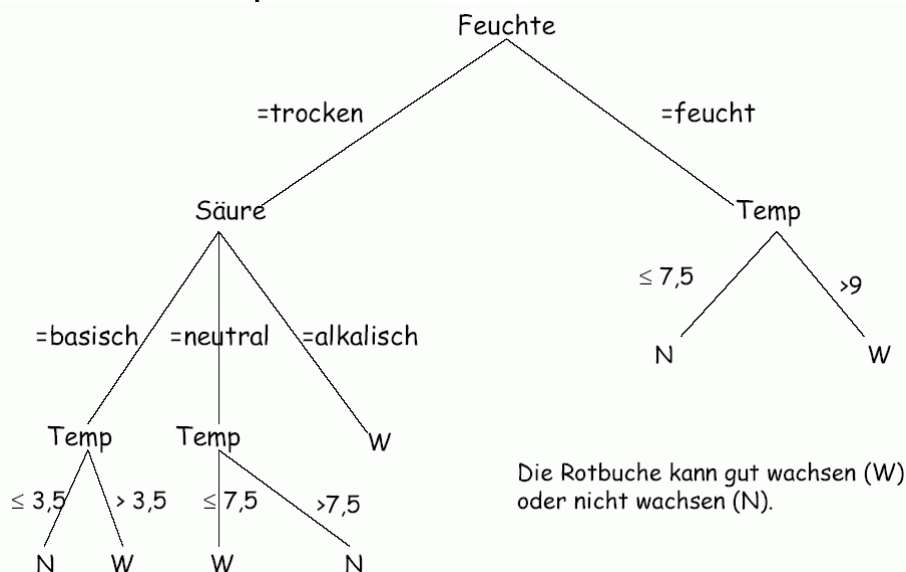 Feuchte
=trocken
=feucht
Säure
Temp
≤ 7,5
>9
=basisch
=neutral
=alkalisch
N
W
Temp
Temp
W
Die Rotbuche kann gut wachsen (W)
oder nicht wachsen (N).
≤ 3,5
> 3,5
≤ 7,5
>7,5
N
W
W
N